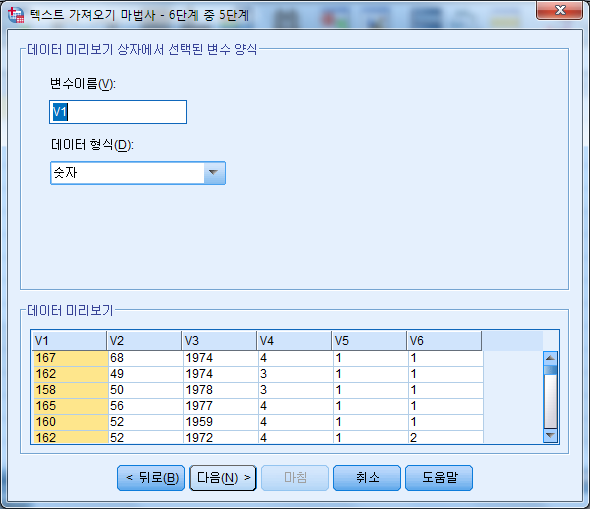 텍스트 가져오기 마법사 - 6단계 중 5단계
데이터 미리보기 상자에서 선택된 변수 양식
변수이름(V):
V1
데이터 형식(D):
숫자
데이터 미리보기
V1 V2 V3 V4 V5 V6
167 68 1974 4 1 1
162 49 1974 3 1 1
158 50 1978 3 1 1
165 56 1977 4 1 1
160 52 1959 4 1 1
162 52 1972 4 1 2
< 뒤로(B) 다음(N) > 마침 취소 도움말